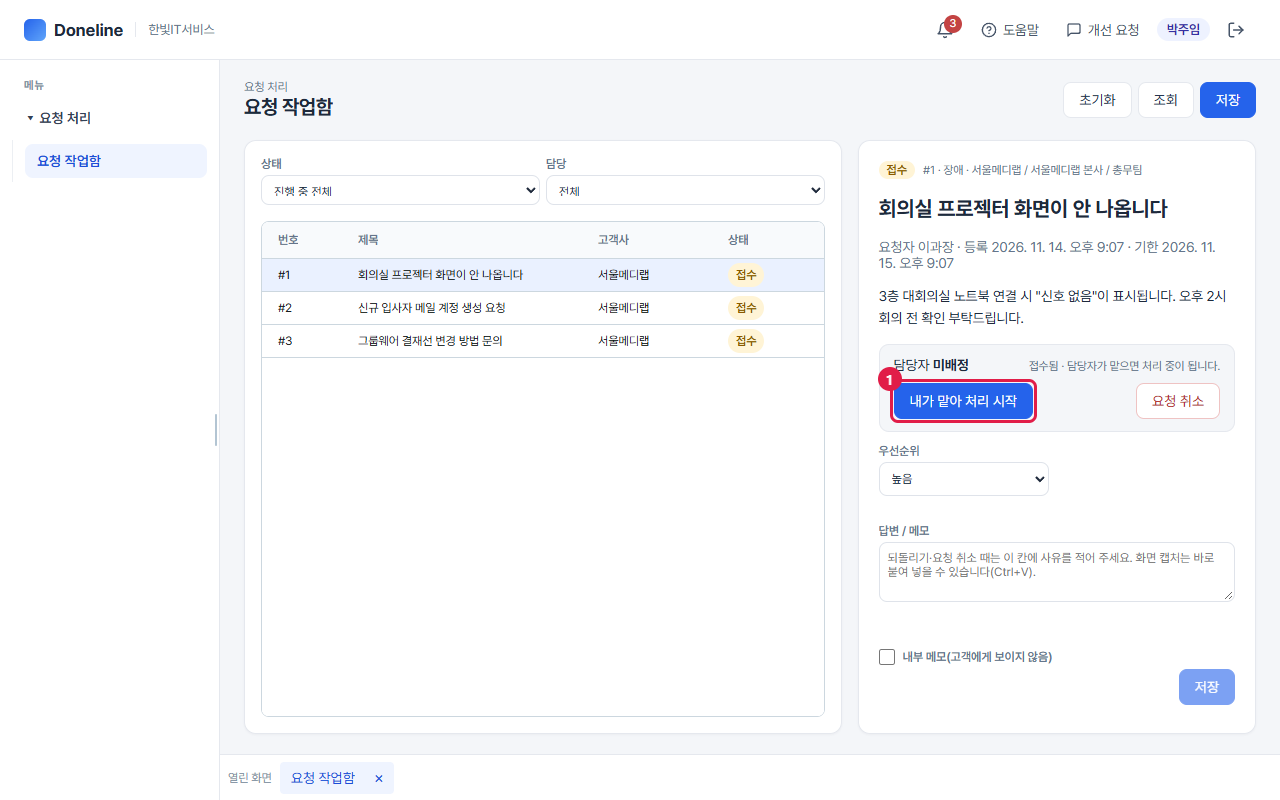 Doneline
한빛IT서비스
3
도움말
개선 요청
박주임
메뉴
요청 처리
요청 작업함
요청 처리
요청 작업함
초기화
조회
저장
상태
담당
진행 중 전체
전체
번호 제목 고객사 상태
#1 회의실 프로젝터 화면이 안 나옵니다 서울메디랩 접수
#2 신규 입사자 메일 계정 생성 요청 서울메디랩 접수
#3 그룹웨어 결재선 변경 방법 문의 서울메디랩 접수
접수 #1 · 장애 · 서울메디랩 / 서울메디랩 본사 / 총무팀
회의실 프로젝터 화면이 안 나옵니다
요청자 이과장 · 등록 2026. 11. 14. 오후 9:07 · 기한 2026. 11.
15. 오후 9:07
3층 대회의실 노트북 연결 시 "신호 없음"이 표시됩니다. 오후 2시
회의 전 확인 부탁드립니다.
담당자 미배정
접수됨 · 담당자가 맡으면 처리 중이 됩니다.
1
내가 맡아 처리 시작
요청 취소
우선순위
높음
답변 / 메모
되돌리기·요청 취소 때는 이 칸에 사유를 적어 주세요. 화면 캡처는 바로
붙여 넣을 수 있습니다(Ctrl+V).
내부 메모(고객에게 보이지 않음)
저장
열린 화면
요청 작업함 ×